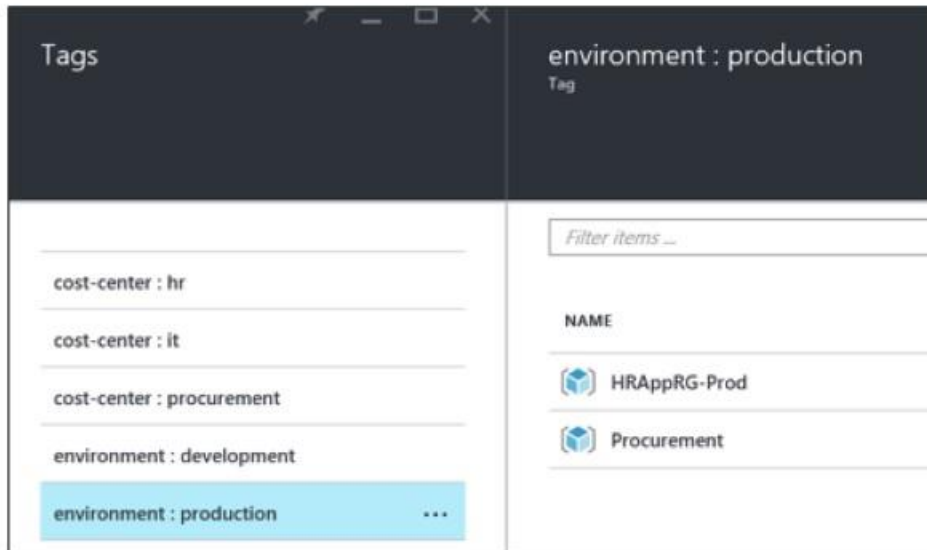 Tags
cost-center : hr
cost-center : it
cost-center : procurement
environment : development
environment : production
...
environment : production
Tag
Filter items ...
NAME
HRAppRG-Prod
Procurement